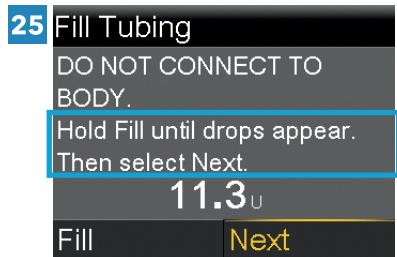 25
Fill Tubing
DO NOT CONNECT TO
BODY.
Hold Fill until drops appear.
Then select Next.
11.3 U
Fill Next